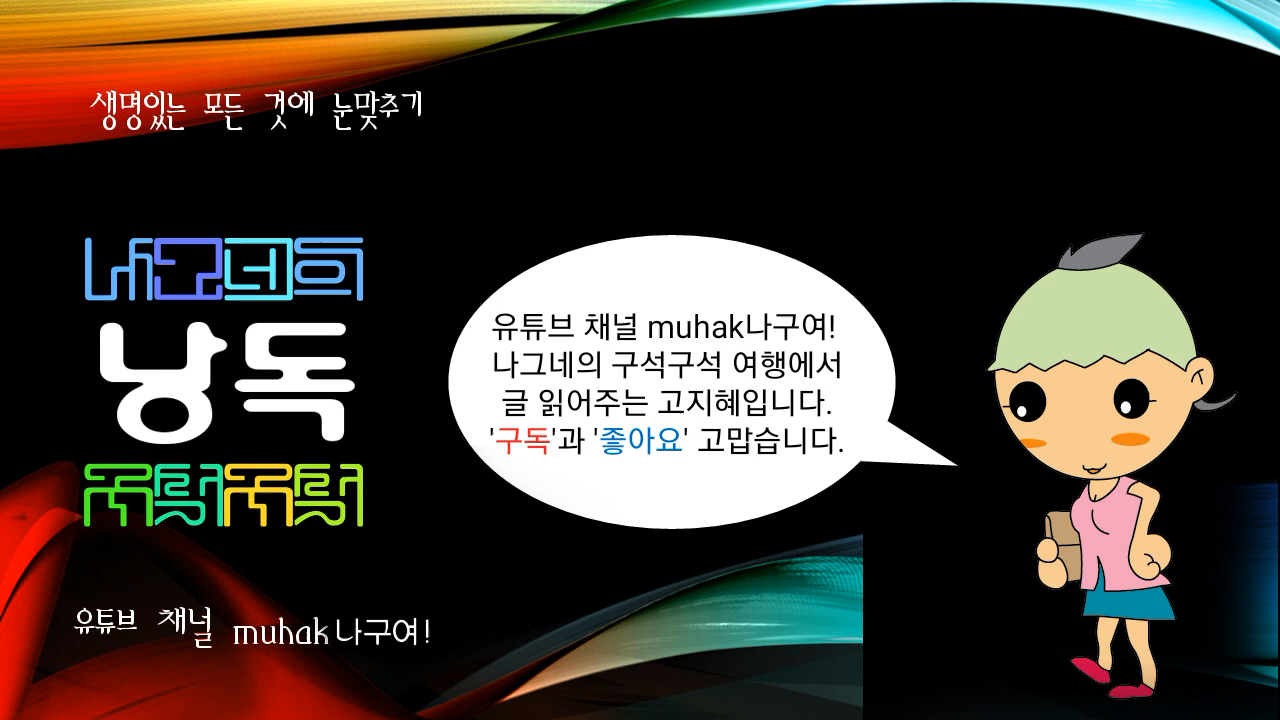 생명있는 모든 것에 눈맞추기
나그네의
낭독
구석구석
유튜브 채널 muhak나구여!
나그네의 구석구석 여행에서
글 읽어주는 고지혜입니다.
'구독'과 '좋아요' 고맙습니다.
유튜브 채널 muhak나구여!